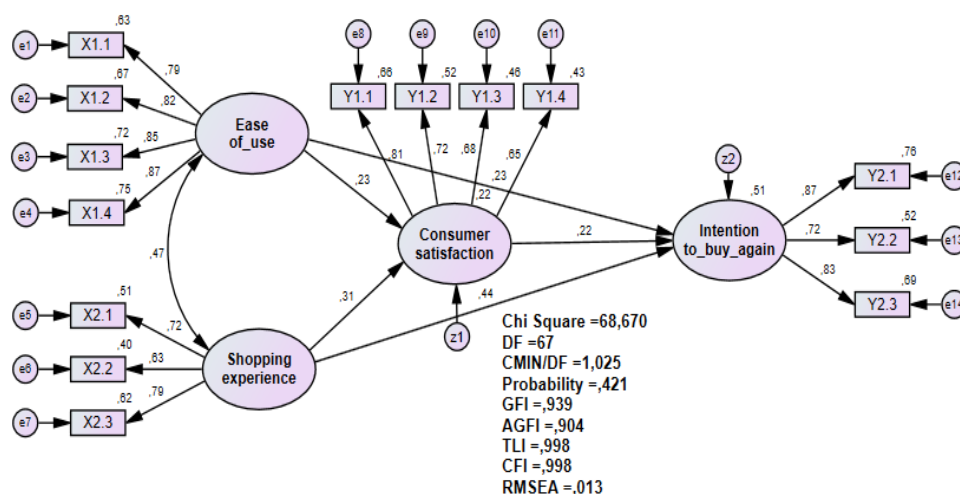 e1
X1.1
,63
,79
e2
X1.2
,67
,82
e3
X1.3
,72
,85
e4
X1.4
,75
,87
Ease
of_use
,47
e5
X2.1
,51
,72
e6
X2.2
,40
,63
e7
X2.3
,62
,79
Shopping
experience
e8
e9
e10
e11
Y1.1
,66
Y1.2
,52
Y1.3
,46
Y1.4
,43
,81
,72
,68
,65
,23
,23
,22
Consumer
satisfaction
,31
,22
,44
z1
z2
,51
Intention
to_buy_again
,87
Y2.1
,76
e12
,72
Y2.2
,52
e13
,83
Y2.3
,69
e14
Chi Square =68,670
DF =67
CMIN/DF =1,025
Probability =,421
GFI =,939
AGFI =,904
TLI =,998
CFI =,998
RMSEA =,013